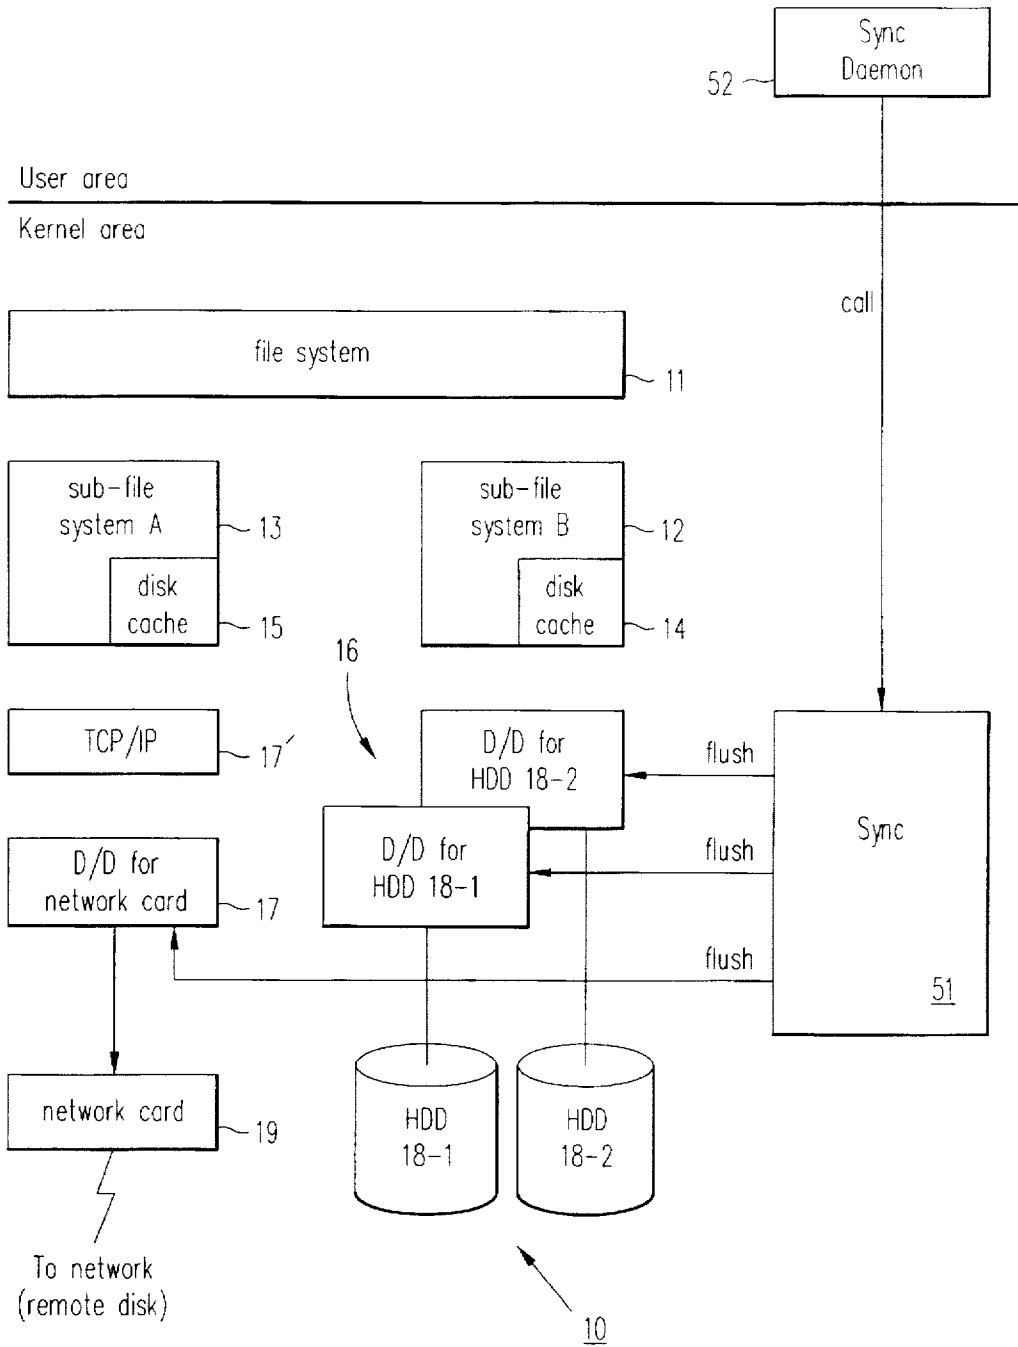 Sync
Daemon
52
User area
Kernel area
call
file system
11
sub-file
system A
13
disk
cache
15
sub-file
system B
12
disk
cache
14
16
TCP/IP
17′
D/D for
HDD 18-2
flush
D/D for
HDD 18-1
flush
Sync
D/D for
network card
17
flush
51
network card
19
HDD
18-1
HDD
18-2
To network
(remote disk)
10